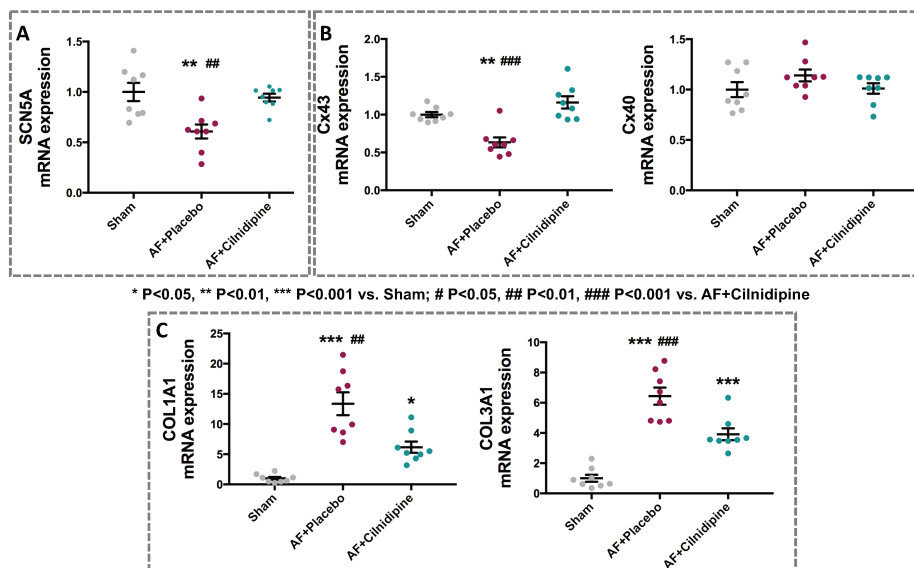 A
SCN5A
mRNA expression
1.5
1.0
0.5
0.0
** ##
Sham
AF+Placebo
AF+Cilnidipine
B
Cx43
mRNA expression
2.0
1.5
1.0
0.5
0.0
** ###
Sham
AF+Placebo
AF+Cilnidipine
Cx40
mRNA expression
1.5
1.0
0.5
0.0
Sham
AF+Placebo
AF+Cilnidipine
* P<0.05, ** P<0.01, *** P<0.001 vs. Sham; # P<0.05, ## P<0.01, ### P<0.001 vs. AF+Cilnidipine
C
COL1A1
mRNA expression
25
20
15
10
5
0
*** ##
*
Sham
AF+Placebo
AF+Cilnidipine
COL3A1
mRNA expression
10
8
6
4
2
0
*** ###
***
Sham
AF+Placebo
AF+Cilnidipine